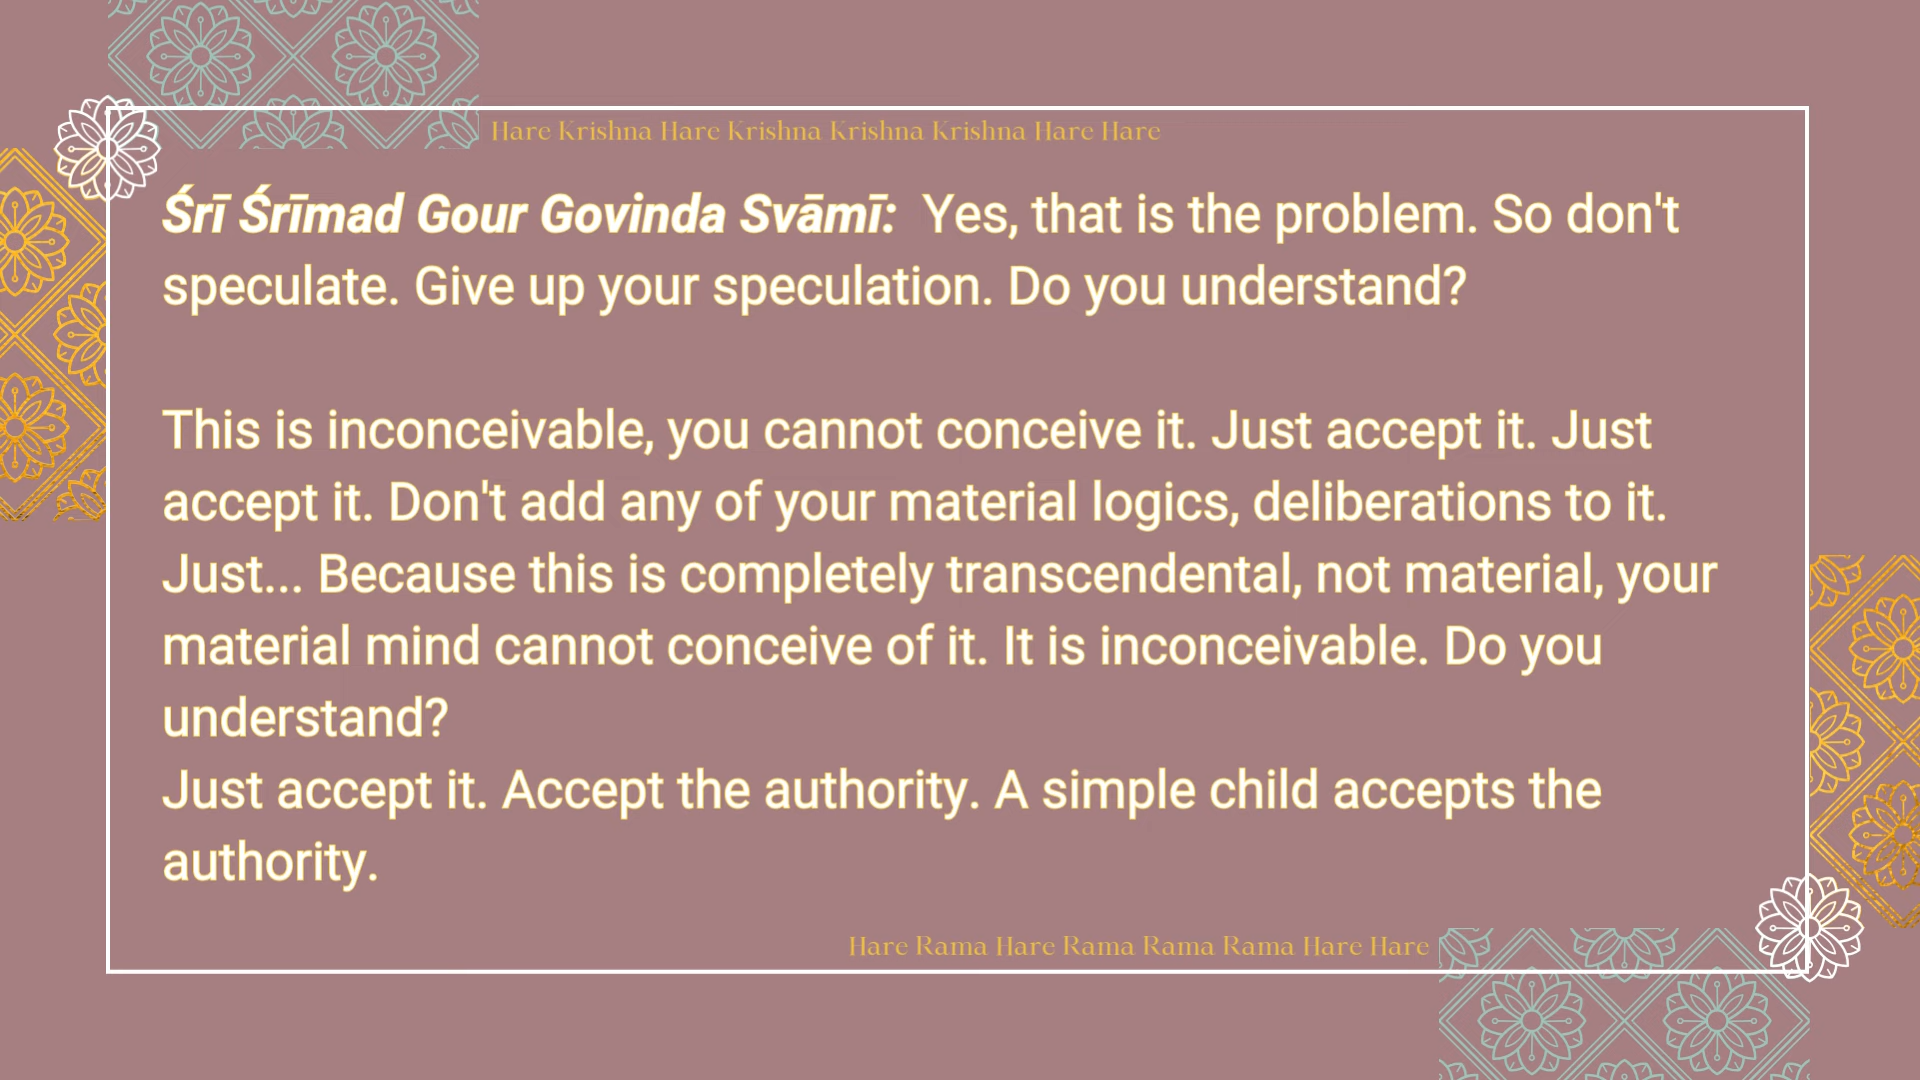 Hare Krishna Hare Krishna Krishna Krishna Hare Hare
Śrī Śrīmad Gour Govinda Svāmī:  Yes, that is the problem. So don't
speculate. Give up your speculation. Do you understand?
This is inconceivable, you cannot conceive it. Just accept it. Just
accept it. Don't add any of your material logics, deliberations to it.
Just... Because this is completely transcendental, not material, your
material mind cannot conceive of it. It is inconceivable. Do you
understand?
Just accept it. Accept the authority. A simple child accepts the
authority.
Hare Rama Hare Rama Rama Rama Hare Hare